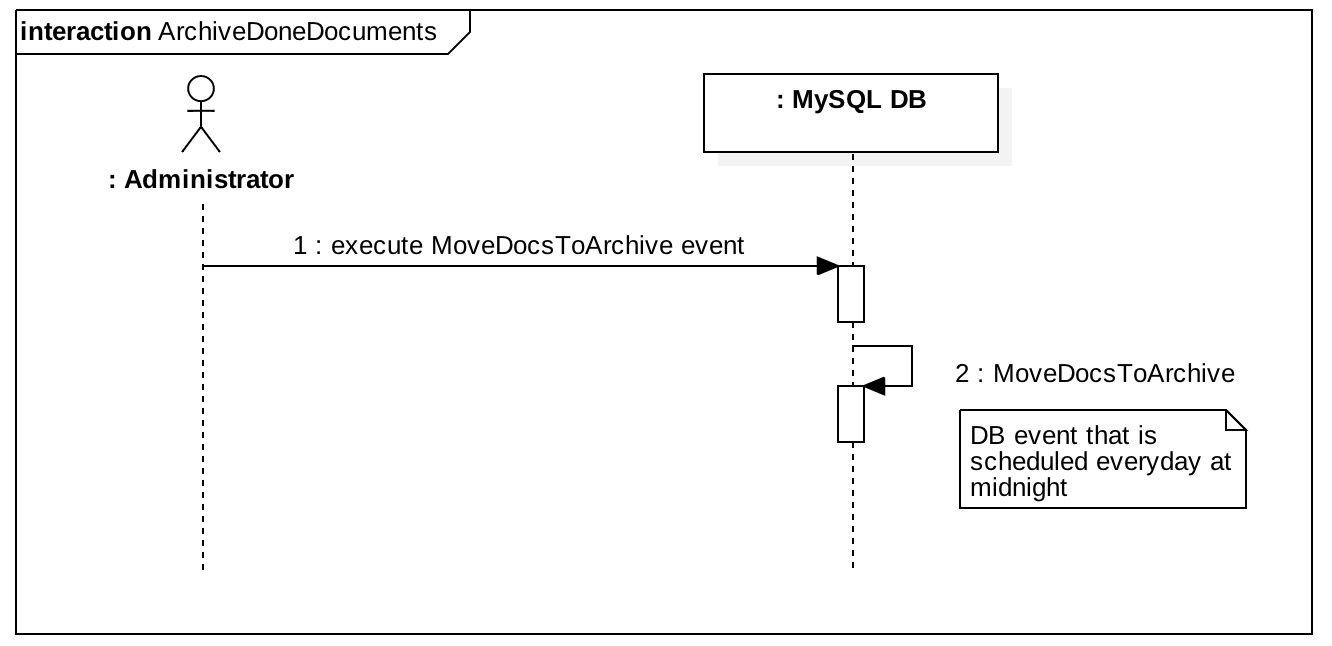 interaction ArchiveDoneDocuments
: MySQL DB
: Administrator
1 : execute MoveDocsToArchive event
2 : MoveDocsToArchive
DB event that is
scheduled everyday at
midnight